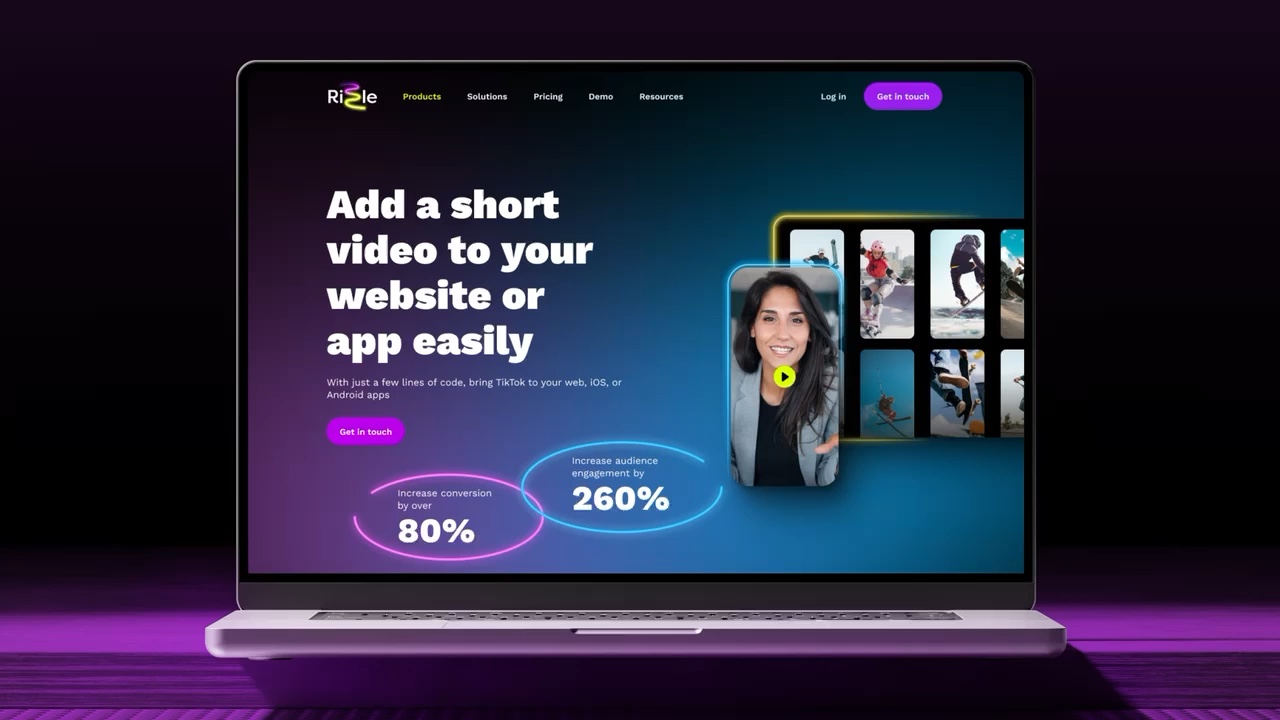 Rizzle
Products
Solutions
Pricing
Demo
Resources
Log in
Get in touch
Add a short
video to your
website or
app easily
With just a few lines of code, bring TikTok to your web, iOS, or
Android apps
Get in touch
Increase audience
engagement by
260%
Increase conversion
by over
80%